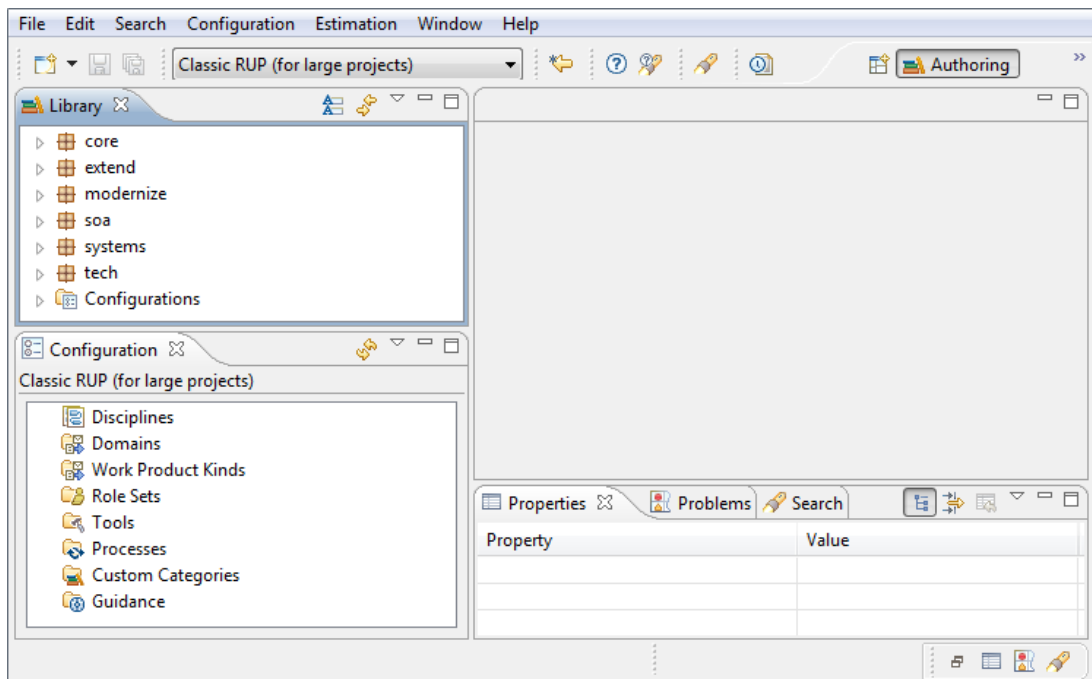 File Edit Search Configuration Estimation Window Help
Classic RUP (for large projects)
Authoring
Library
core
extend
modernize
soa
systems
tech
Configurations
Configuration
Classic RUP (for large projects)
Disciplines
Domains
Work Product Kinds
Role Sets
Tools
Processes
Custom Categories
Guidance
Properties Problems Search
Property Value